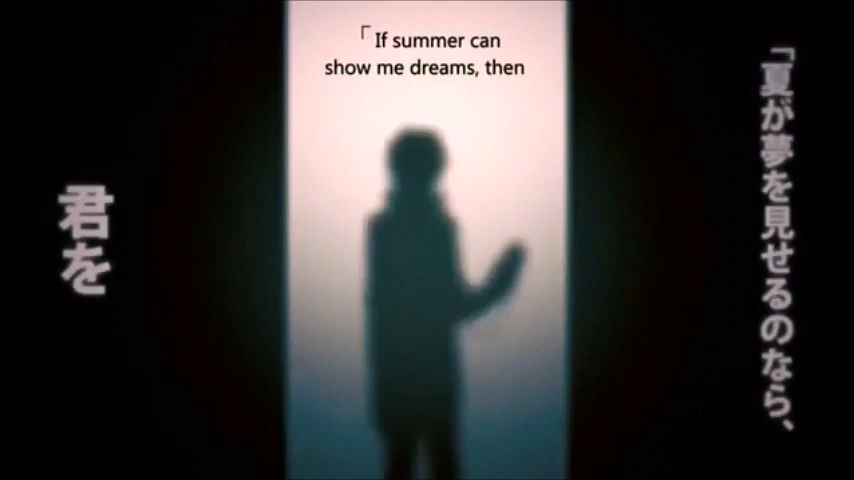 「If summer can
show me dreams, then
「夏が夢を見せるのなら、
君を